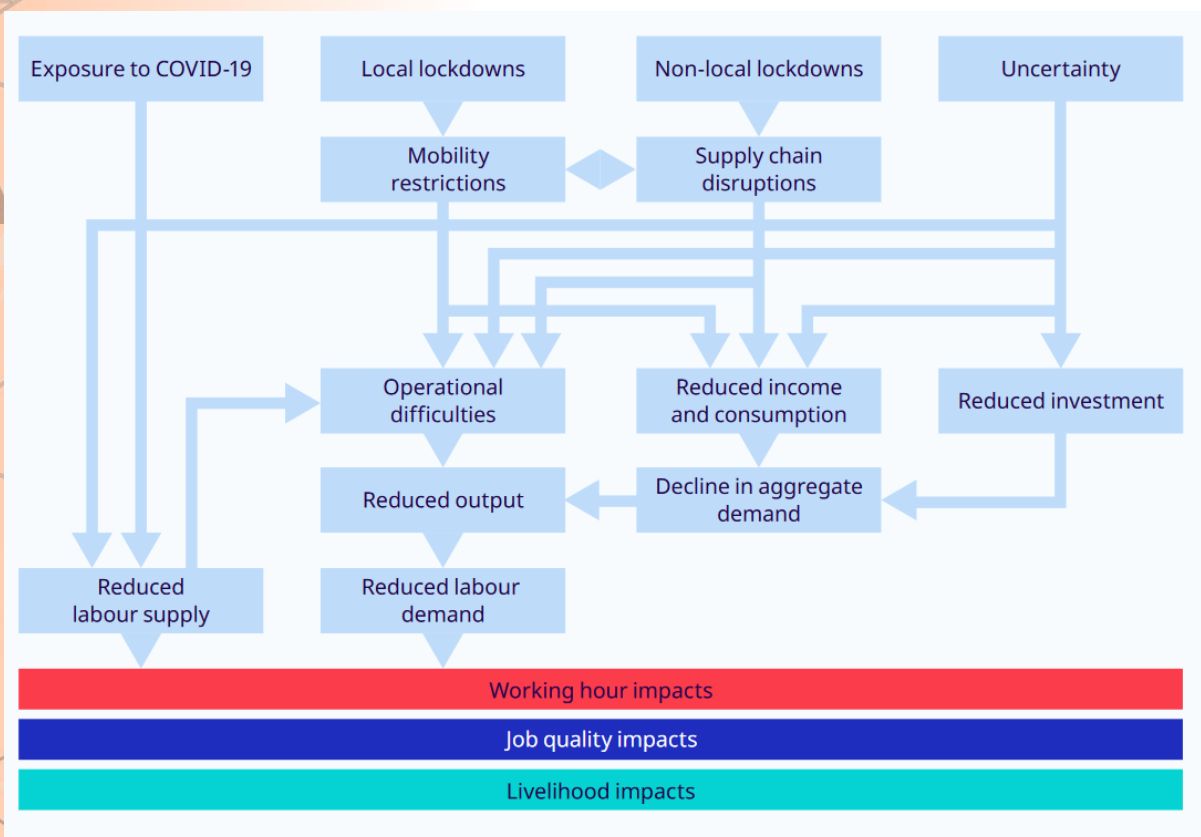 Exposure to COVID-19
Local lockdowns
Non-local lockdowns
Uncertainty
Mobility
restrictions
Supply chain
disruptions
Operational
difficulties
Reduced income
and consumption
Reduced investment
Reduced output
Decline in aggregate
demand
Reduced
labour supply
Reduced labour
demand
Working hour impacts
Job quality impacts
Livelihood impacts